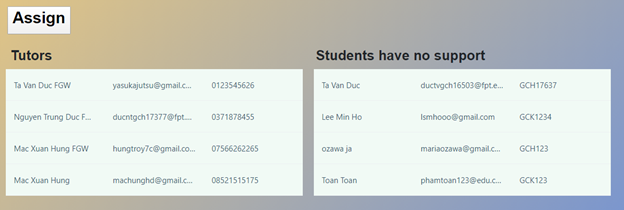 Assign
Tutors
Ta Van Duc FGW yasukajutsu@gmail.c... 0123545626
Nguyen Trung Duc F... ducntgch17377@fpt.... 0371878455
Mac Xuan Hung FGW hungtroy7c@gmail.co... 07566262265
Mac Xuan Hung machunghd@gmail.c... 08521515175
Students have no support
Ta Van Duc ductvgch16503@fpt.e... GCH17637
Lee Min Ho lsmhooo@gmail.com GCK1234
ozawa ja mariaozawa@gmail.c... GCH123
Toan Toan phamtoan123@edu.c... GCK123